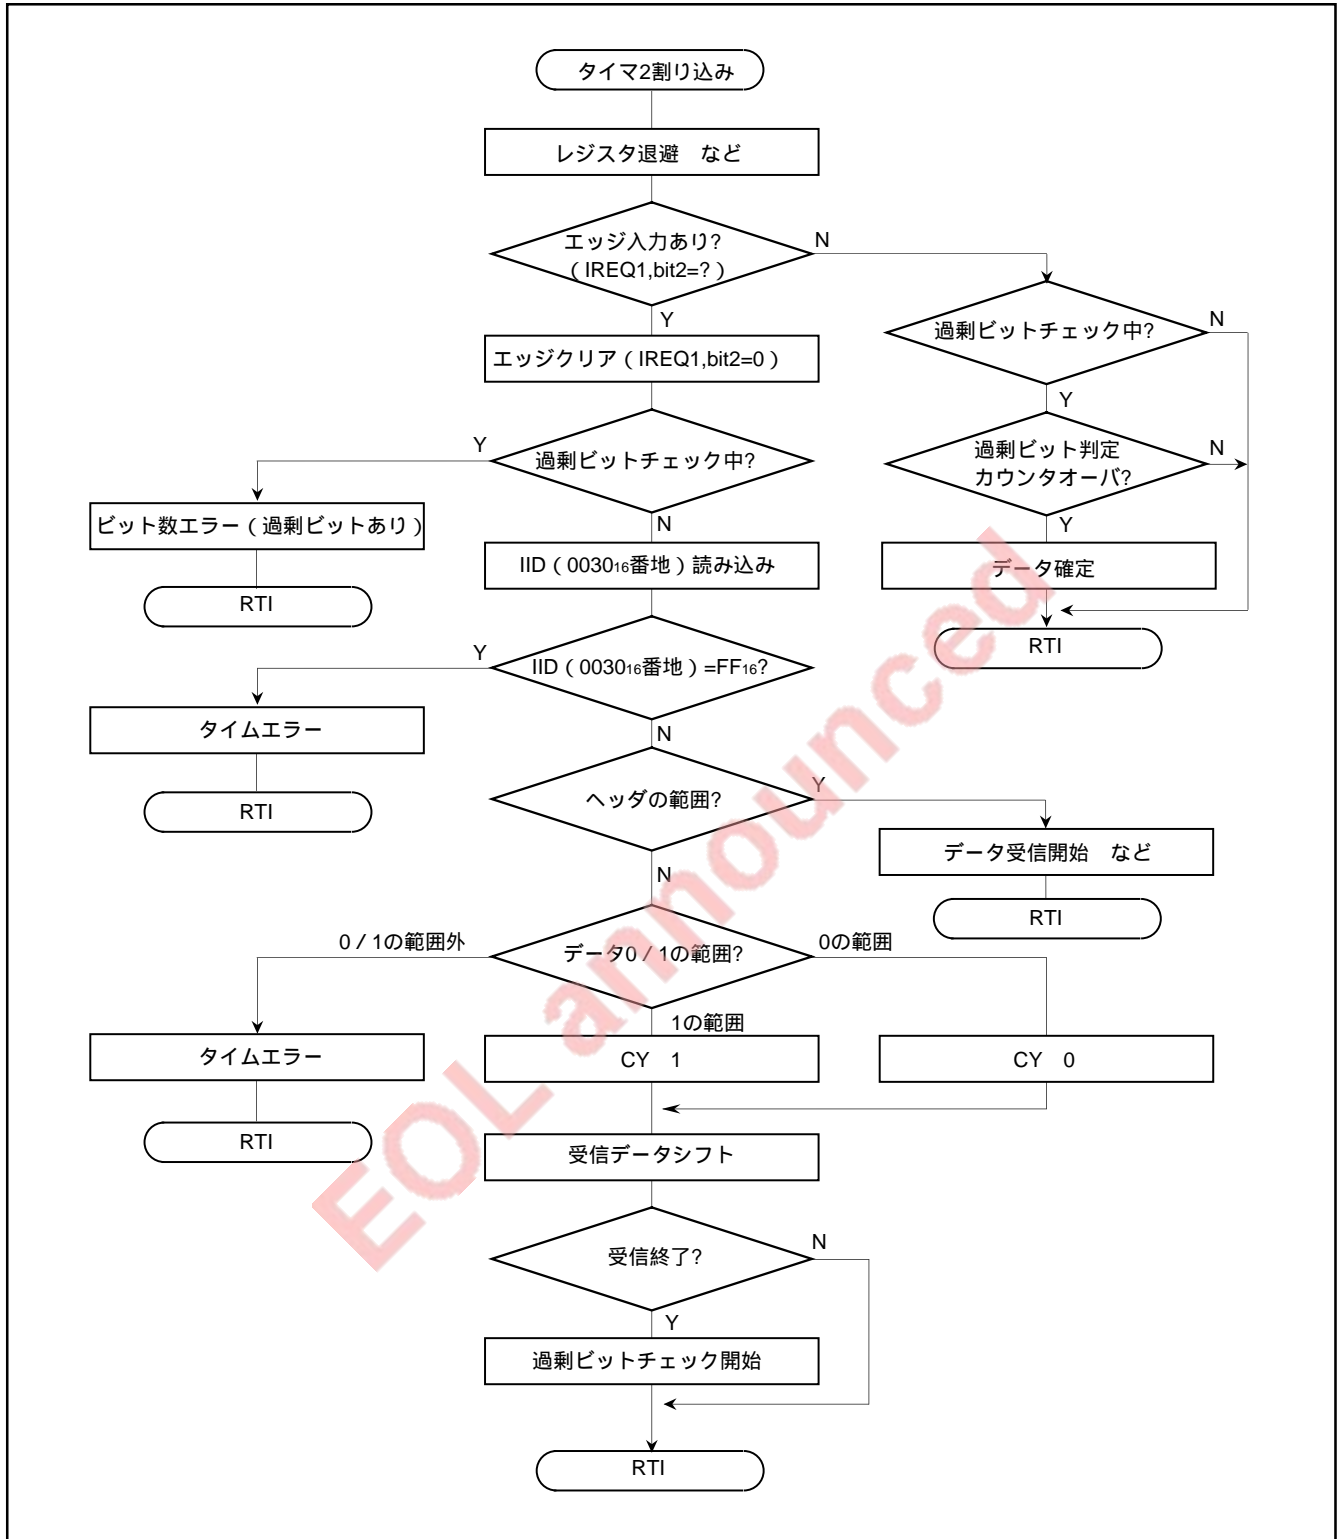 タイマ2割り込み
レジスタ退避　など
エッジ入力あり?
（IREQ1,bit2=?）
N
Y
過剰ビットチェック中?
N
Y
エッジクリア（IREQ1,bit2=0）
過剰ビットチェック中?
Y
N
過剰ビット判定
カウンタオーバ?
N
Y
ビット数エラー（過剰ビットあり）
RTI
IID（003016番地）読み込み
データ確定
RTI
IID（003016番地）=FF16?
Y
N
タイムエラー
RTI
ヘッダの範囲?
Y
N
データ受信開始　など
RTI
データ0／1の範囲?
0／1の範囲外
0の範囲
1の範囲
タイムエラー
RTI
CY　1
CY　0
受信データシフト
受信終了?
N
Y
過剰ビットチェック開始
RTI
EOL announced